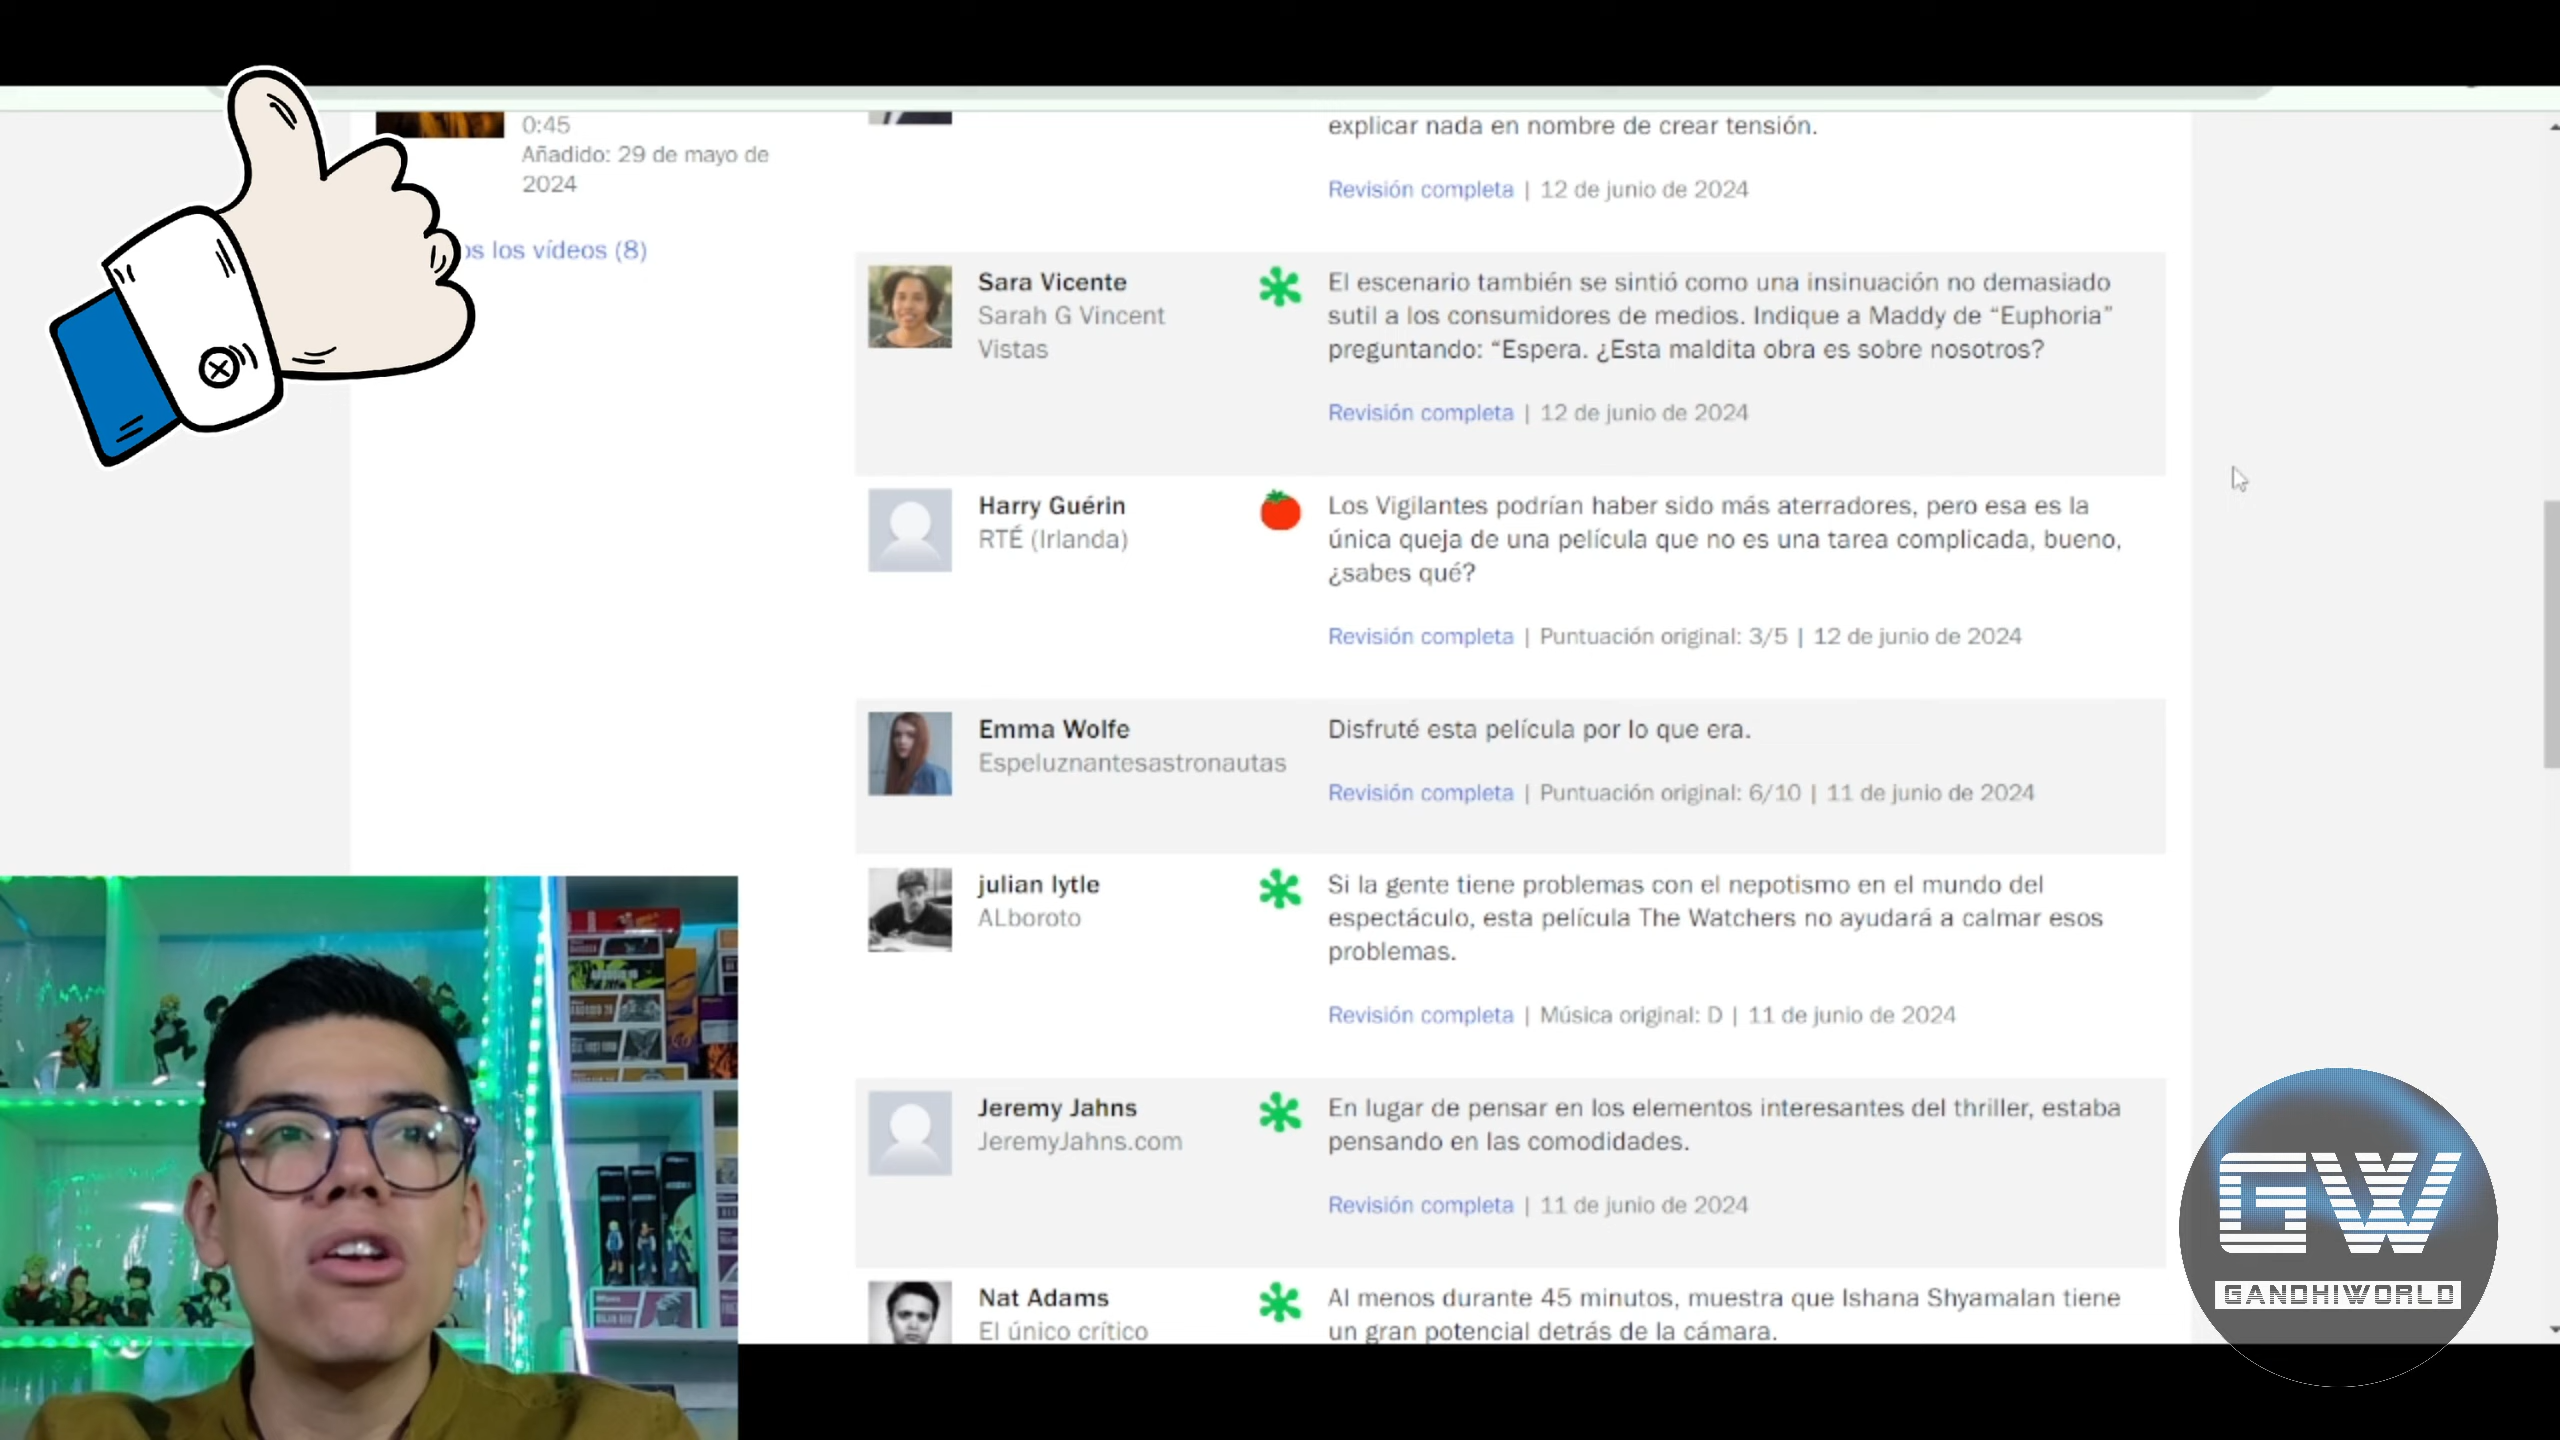 0:45
Añadido: 29 de mayo de
2024
os los vídeos (8)
explicar nada en nombre de crear tensión.
Revisión completa | 12 de junio de 2024
Sara Vicente
Sarah G Vincent
Vistas
El escenario también se sintió como una insinuación no demasiado
sutil a los consumidores de medios. Indique a Maddy de “Euphoria”
preguntando: “Espera. ¿Esta maldita obra es sobre nosotros?
Revisión completa | 12 de junio de 2024
Harry Guérin
RTÉ (Irlanda)
Los Vigilantes podrían haber sido más aterradores, pero esa es la
única queja de una película que no es una tarea complicada, bueno,
¿sabes qué?
Revisión completa | Puntuación original: 3/5 | 12 de junio de 2024
Emma Wolfe
Espeluznantesastronautas
Disfruté esta película por lo que era.
Revisión completa | Puntuación original: 6/10 | 11 de junio de 2024
julian lytle
ALboroto
Si la gente tiene problemas con el nepotismo en el mundo del
espectáculo, esta película The Watchers no ayudará a calmar esos
problemas.
Revisión completa | Música original: D | 11 de junio de 2024
Jeremy Jahns
JeremyJahns.com
En lugar de pensar en los elementos interesantes del thriller, estaba
pensando en las comodidades.
Revisión completa | 11 de junio de 2024
Nat Adams
El único crítico
Al menos durante 45 minutos, muestra que Ishana Shyamalan tiene
un gran potencial detrás de la cámara.
GW
GANDHIWORLD